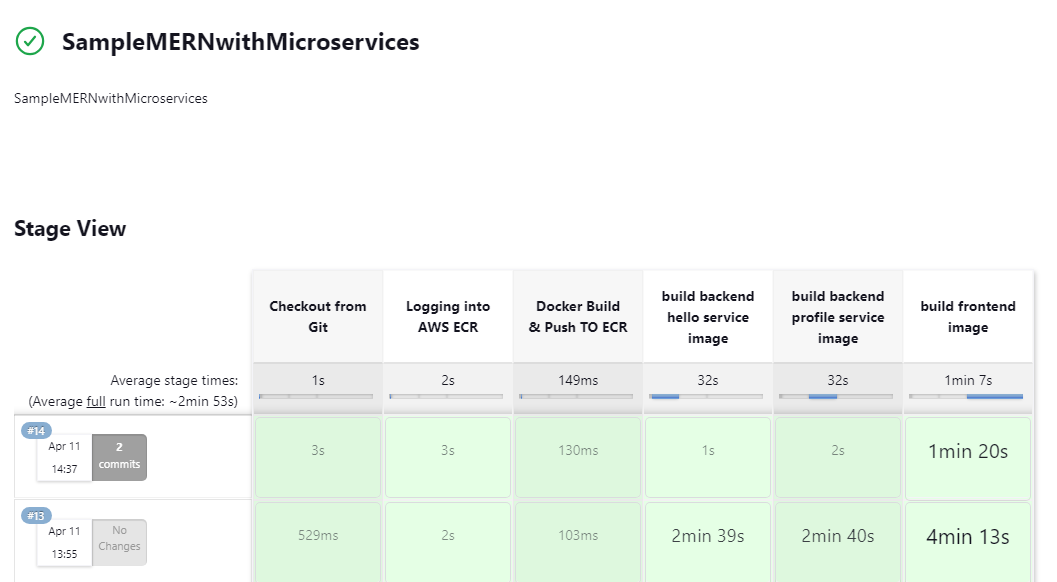 SampleMERNwithMicroservices
SampleMERNwithMicroservices
Stage View
Checkout from
Git
Logging into
AWS ECR
Docker Build
& Push TO ECR
build backend
hello service
image
build backend
profile service
image
build frontend
image
Average stage times:
(Average full run time: ~2min 53s)
1s
2s
149ms
32s
32s
1min 7s
#14
Apr 11
14:37
2
commits
3s
3s
130ms
1s
2s
1min 20s
#13
Apr 11
13:55
No
Changes
529ms
2s
103ms
2min 39s
2min 40s
4min 13s